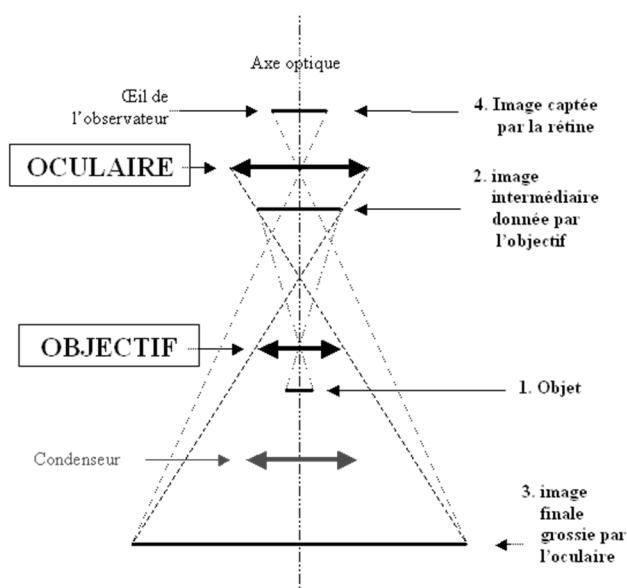 Axe optique
Œil de
l'observateur
4. Image captée
par la rétine
OCULAIRE
2. image
intermédiaire
donnée par
l'objectif
OBJECTIF
1. Objet
Condenseur
3. image
finale
grossie par
l'oculaire